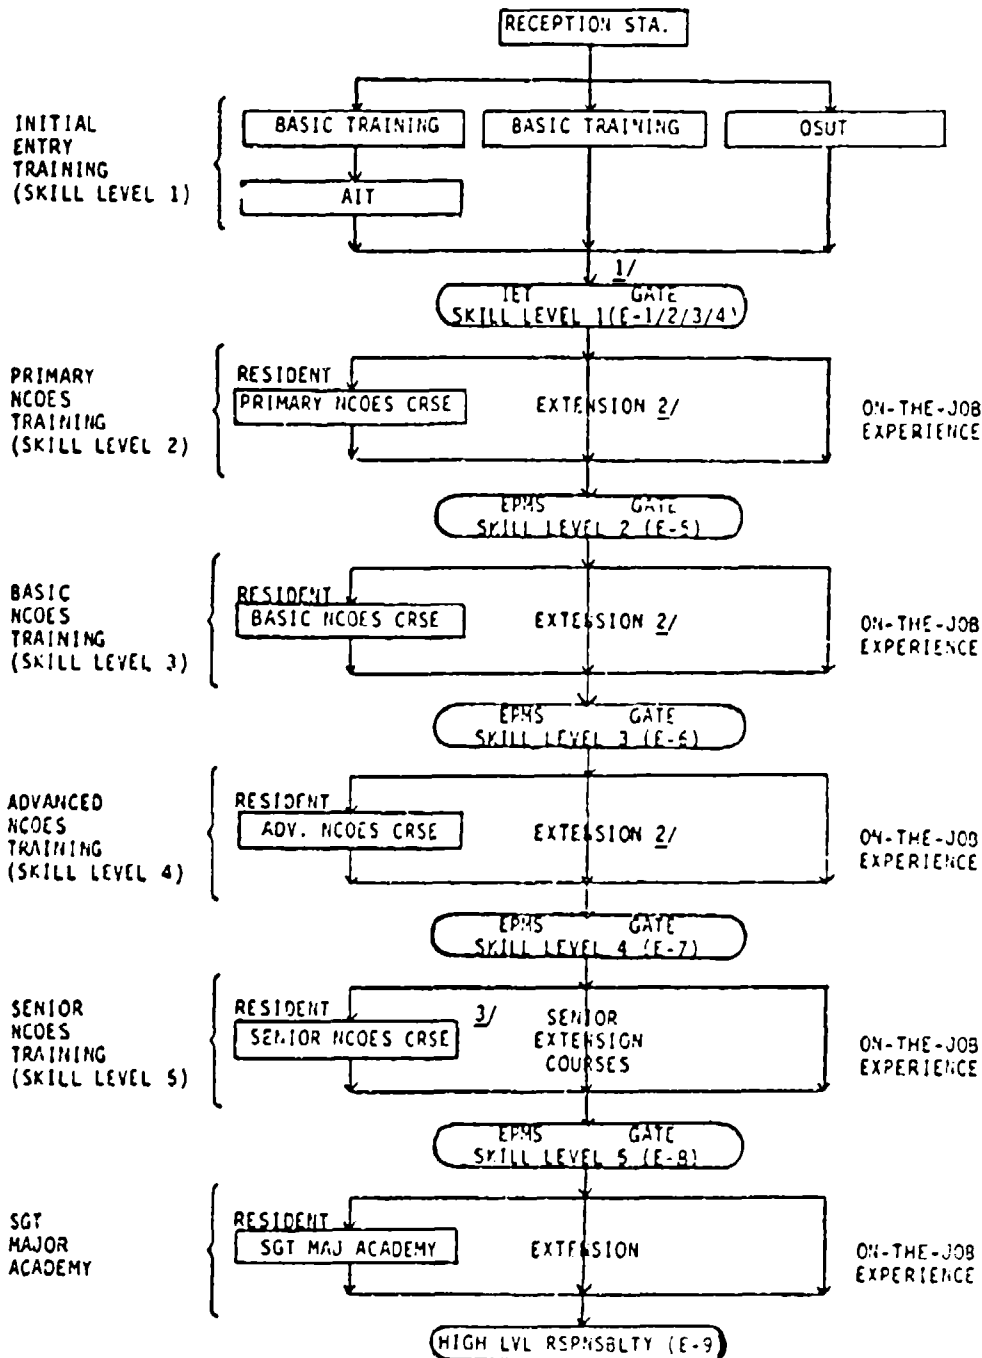 RECEPTION STA.
INITIAL
ENTRY
TRAINING
(SKILL LEVEL 1)
BASIC TRAINING
BASIC TRAINING
OSUT
AIT
1/
IET GATE
SKILL LEVEL 1(E-1/2/3/4)
PRIMARY
NCOES
TRAINING
(SKILL LEVEL 2)
RESIDENT
PRIMARY NCOES CRSE
EXTENSION 2/
ON-THE-JOB
EXPERIENCE
EPMS GATE
SKILL LEVEL 2 (E-5)
BASIC
NCOES
TRAINING
(SKILL LEVEL 3)
RESIDENT
BASIC NCOES CRSE
EXTENSION 2/
ON-THE-JOB
EXPERIENCE
EPMS GATE
SKILL LEVEL 3 (E-6)
ADVANCED
NCOES
TRAINING
(SKILL LEVEL 4)
RESIDENT
ADV. NCOES CRSE
EXTENSION 2/
ON-THE-JOB
EXPERIENCE
EPMS GATE
SKILL LEVEL 4 (E-7)
SENIOR
NCOES
TRAINING
(SKILL LEVEL 5)
RESIDENT
SENIOR NCOES CRSE
3/
SENIOR
EXTENSION
COURSES
ON-THE-JOB
EXPERIENCE
EPMS GATE
SKILL LEVEL 5 (E-8)
SGT
MAJOR
ACADEMY
RESIDENT
SGT MAJ ACADEMY
EXTENSION
ON-THE-JOB
EXPERIENCE
HIGH LVL RSPNSBLTY (E-9)